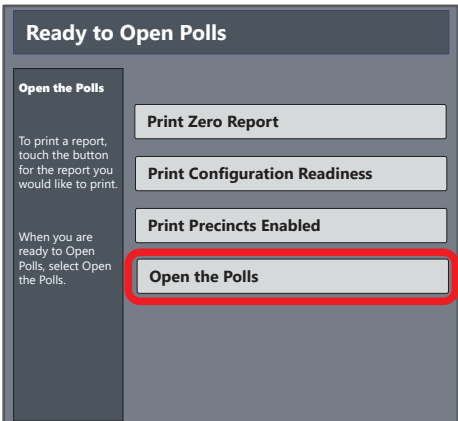 Ready to Open Polls
Open the Polls
To print a report,
touch the button
for the report you
would like to print.
When you are
ready to Open
Polls, select Open
the Polls.
Print Zero Report
Print Configuration Readiness
Print Precincts Enabled
Open the Polls